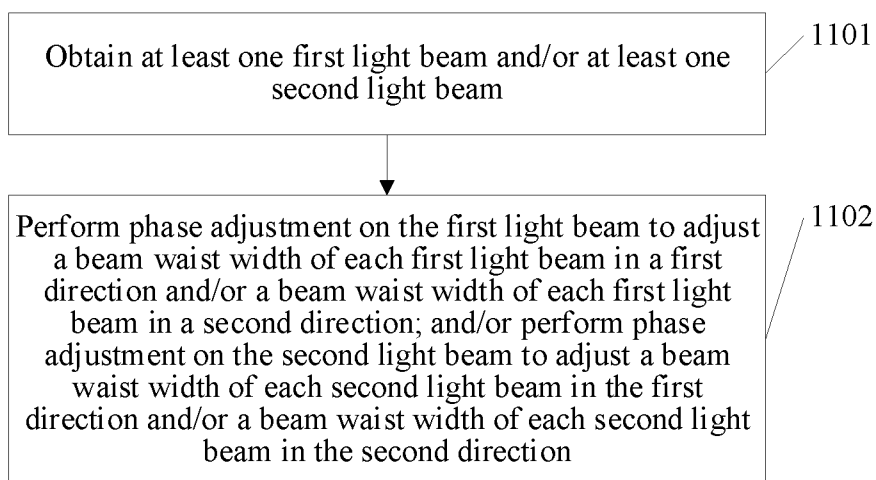 Obtain at least one first light beam and/or at least one
second light beam
1101
Perform phase adjustment on the first light beam to adjust
a beam waist width of each first light beam in a first
direction and/or a beam waist width of each first light
beam in a second direction; and/or perform phase
adjustment on the second light beam to adjust a beam
waist width of each second light beam in the first
direction and/or a beam waist width of each second light
beam in the second direction
1102